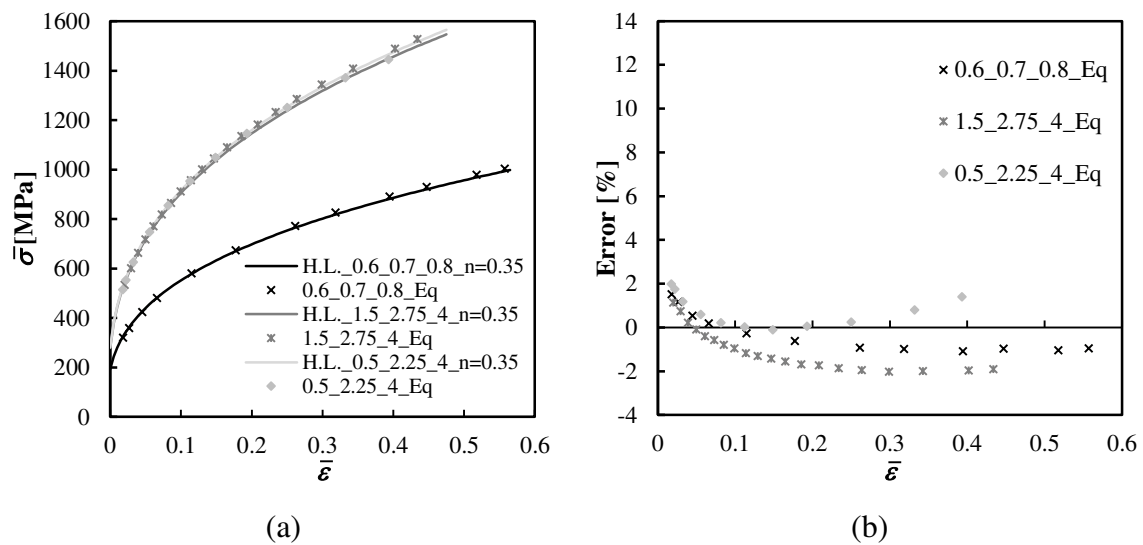 1600
1400
1200
1000
800
600
400
200
0
σ̄ [MPa]
H.L._0.6_0.7_0.8_n=0.35
0.6_0.7_0.8_Eq
H.L._1.5_2.75_4_n=0.35
1.5_2.75_4_Eq
H.L._0.5_2.25_4_n=0.35
0.5_2.25_4_Eq
0 0.1 0.2 0.3 0.4 0.5 0.6
ε̄
(a)
14
12
10
8
6
4
2
0
-2
-4
Error [%]
0.6_0.7_0.8_Eq
1.5_2.75_4_Eq
0.5_2.25_4_Eq
0 0.1 0.2 0.3 0.4 0.5 0.6
ε̄
(b)